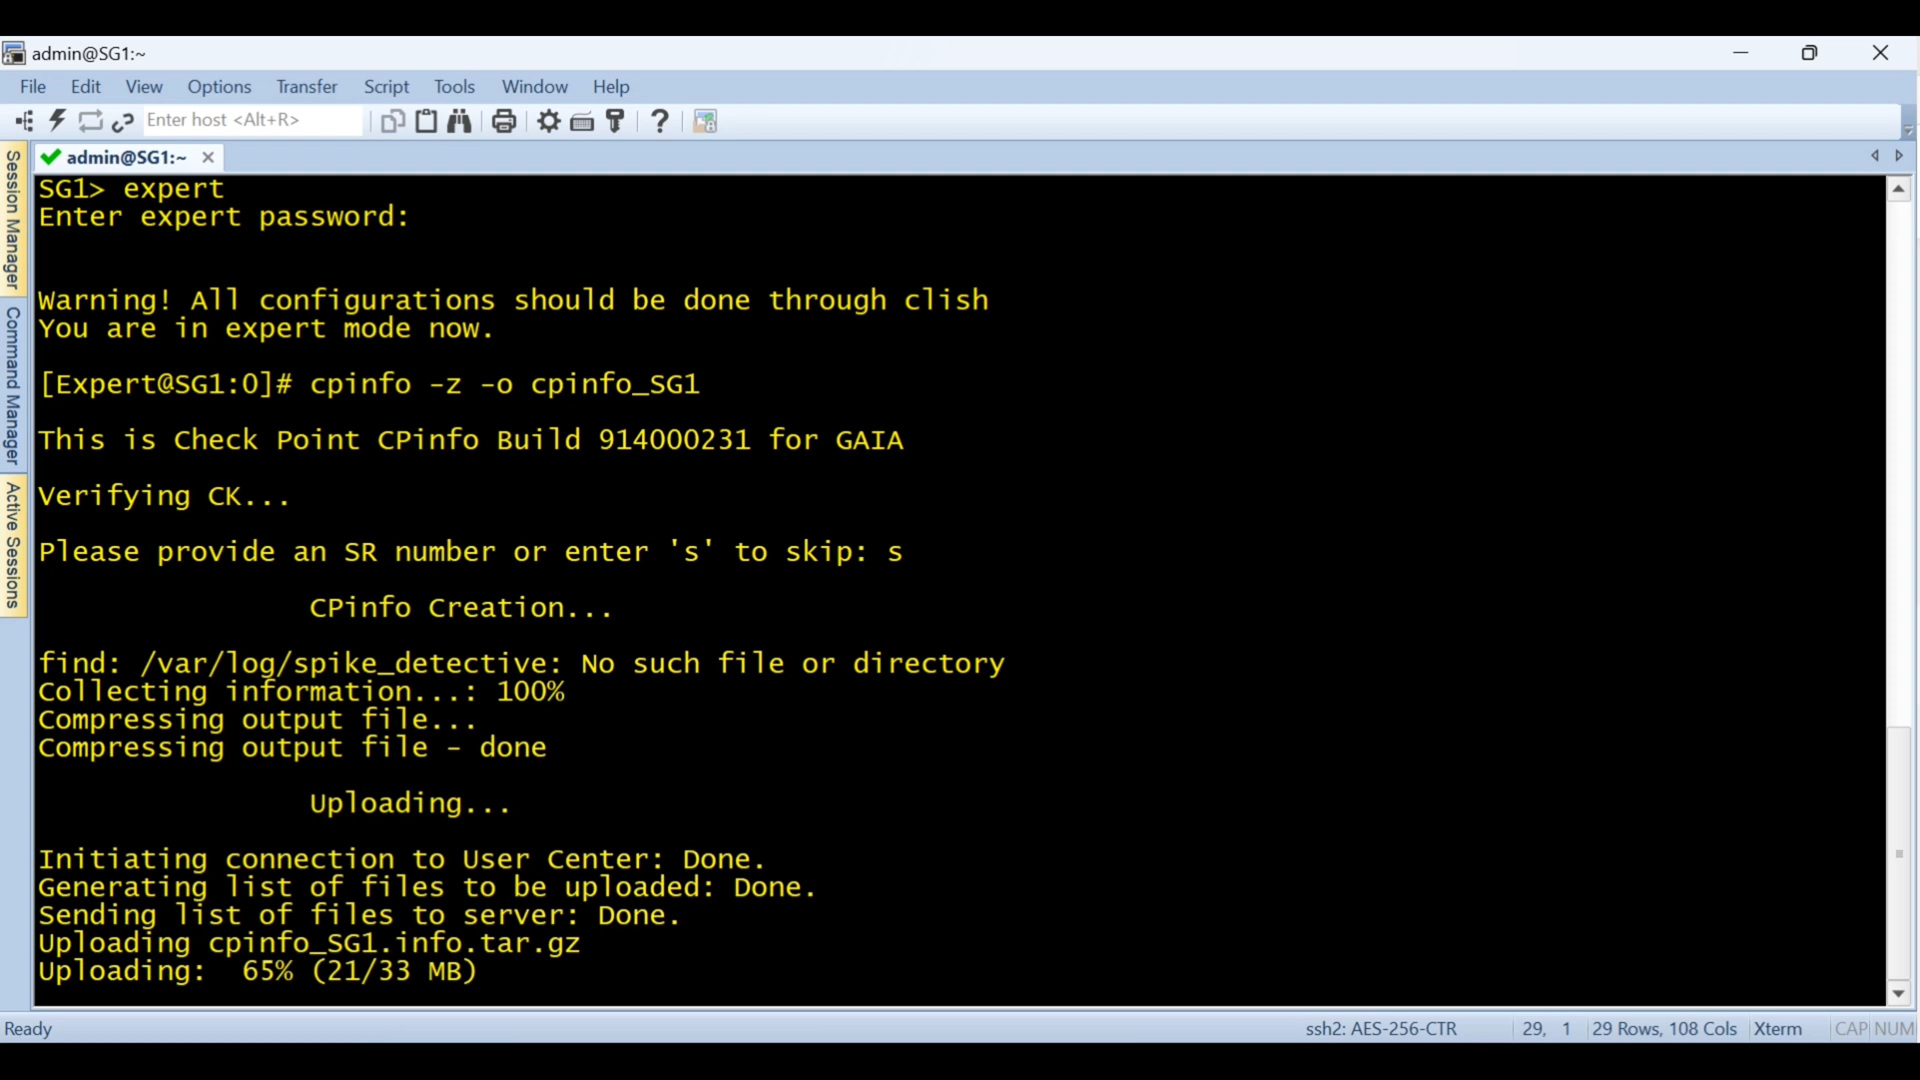 admin@SG1:~
File Edit View Options Transfer Script Tools Window Help
Enter host <Alt+R>
Session Manager
Command Manager
Active Sessions
admin@SG1:~
SG1> expert
Enter expert password:
Warning! All configurations should be done through clish
You are in expert mode now.
[Expert@SG1:0]# cpinfo -z -o cpinfo_SG1
This is Check Point CPinfo Build 914000231 for GAIA
Verifying CK...
Please provide an SR number or enter 's' to skip: s
CPinfo Creation...
find: /var/log/spike_detective: No such file or directory
Collecting information...: 100%
Compressing output file...
Compressing output file - done
Uploading...
Initiating connection to User Center: Done.
Generating list of files to be uploaded: Done.
Sending list of files to server: Done.
Uploading cpinfo_SG1.info.tar.gz
Uploading:  65% (21/33 MB)
Ready ssh2: AES-256-CTR 29, 1 29 Rows, 108 Cols Xterm CAP NUM